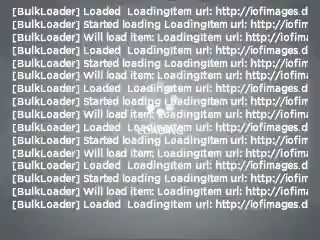 [BulkLoader] Loaded LoadingItem url: http://iofimages.d
[BulkLoader] Started loading LoadingItem url: http://iofim
[BulkLoader] Will load item: LoadingItem url: http://iofima
[BulkLoader] Loaded LoadingItem url: http://iofimages.d
[BulkLoader] Started loading LoadingItem url: http://iofim
[BulkLoader] Will load item: LoadingItem url: http://iofima
[BulkLoader] Loaded LoadingItem url: http://iofimages.d
[BulkLoader] Started loading LoadingItem url: http://iofim
[BulkLoader] Will load item: LoadingItem url: http://iofima
[BulkLoader] Loaded LoadingItem url: http://iofimages.d
LOADING
[BulkLoader] Started loading LoadingItem url: http://iofim
[BulkLoader] Will load item: LoadingItem url: http://iofima
[BulkLoader] Loaded LoadingItem url: http://iofimages.d
[BulkLoader] Started loading LoadingItem url: http://iofim
[BulkLoader] Will load item: LoadingItem url: http://iofima
[BulkLoader] Loaded LoadingItem url: http://iofimages.d